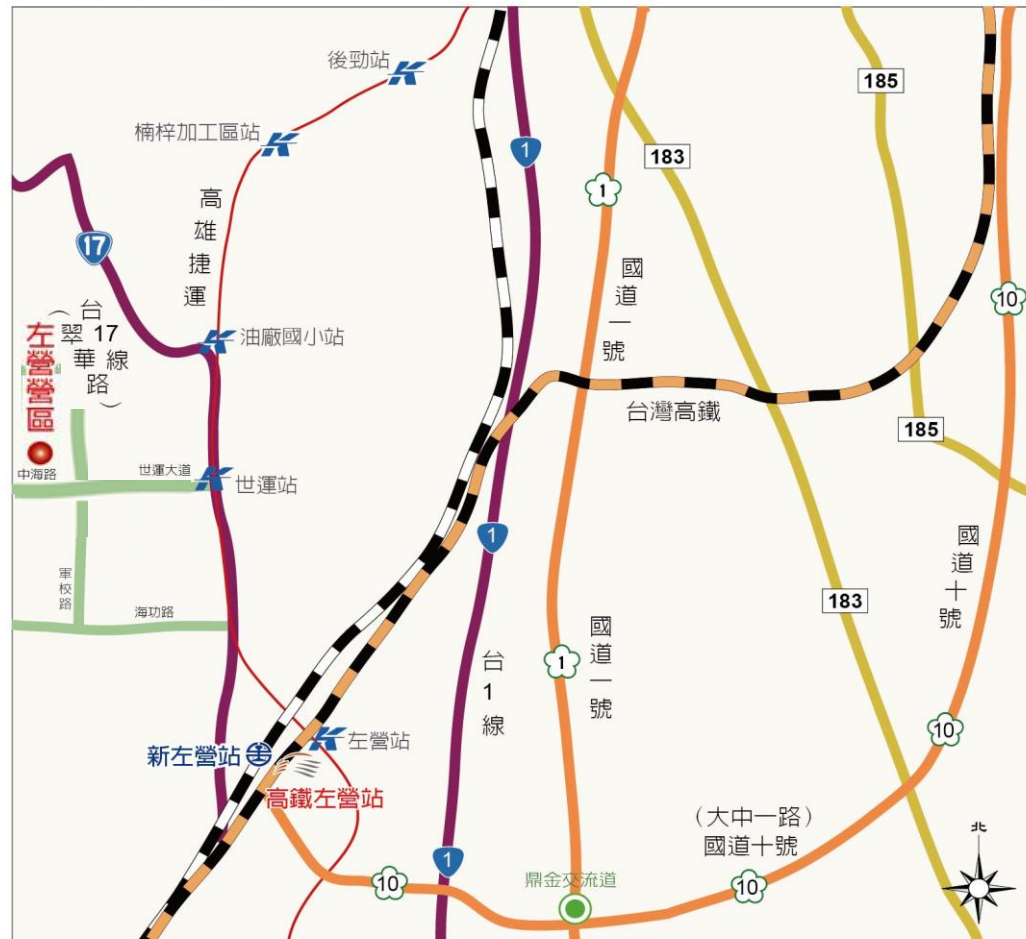 後勁站
楠梓加工區站
高雄捷運
17
台17線
（翠華路）
左營營區
油廠國小站
中海路
世運大道
世運站
軍校路
海功路
新左營站
左營站
高鐵左營站
1
1
183
185
國道一號
10
台灣高鐵
185
1
國道十號
183
台1線
1
國道一號
10
（大中一路）
國道十號
北
1
10
鼎金交流道
10